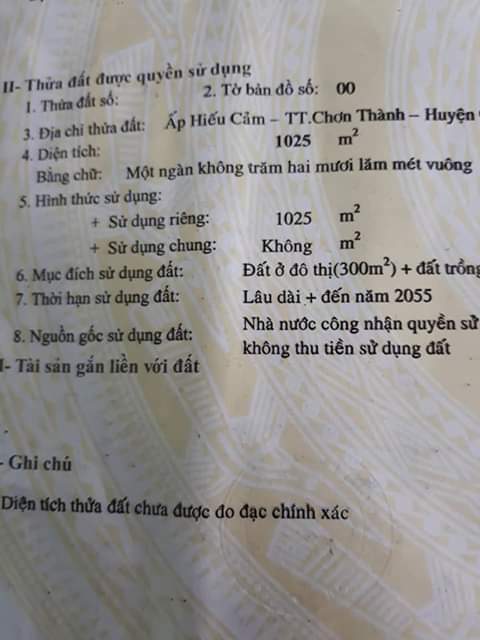 II- Thửa đất được quyền sử dụng
1. Thửa đất số: 2. Tờ bản đồ số: 00
3. Địa chỉ thửa đất: Ấp Hiếu Cảm – TT.Chơn Thành – Huyện
4. Diện tích: 1025 m²
Bằng chữ: Một ngàn không trăm hai mươi lăm mét vuông
5. Hình thức sử dụng:
+ Sử dụng riêng: 1025 m²
+ Sử dụng chung: Không m²
6. Mục đích sử dụng đất: Đất ở đô thị(300m²) + đất trồng
7. Thời hạn sử dụng đất: Lâu dài + đến năm 2055
8. Nguồn gốc sử dụng đất: Nhà nước công nhận quyền sử
không thu tiền sử dụng đất
I- Tài sản gắn liền với đất
- Ghi chú
Diện tích thửa đất chưa được đo đạc chính xác